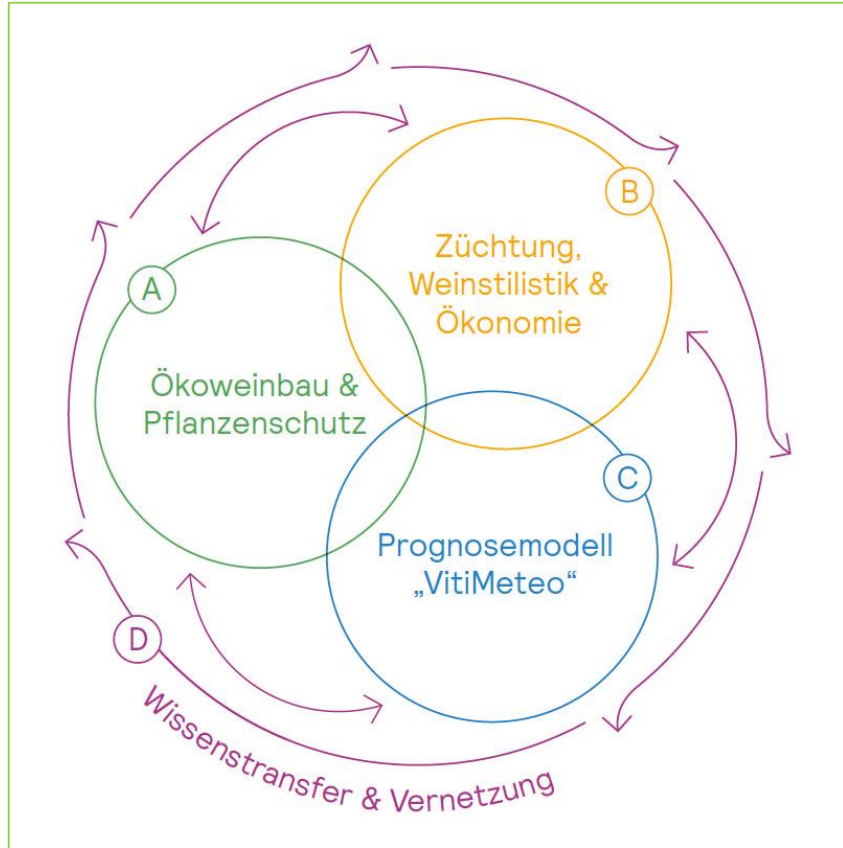 A
Ökoweinbau &
Pflanzenschutz
B
Züchtung,
Weinstilistik &
Ökonomie
C
Prognosemodell
„VitiMeteo“
D
Wissenstransfer & Vernetzung